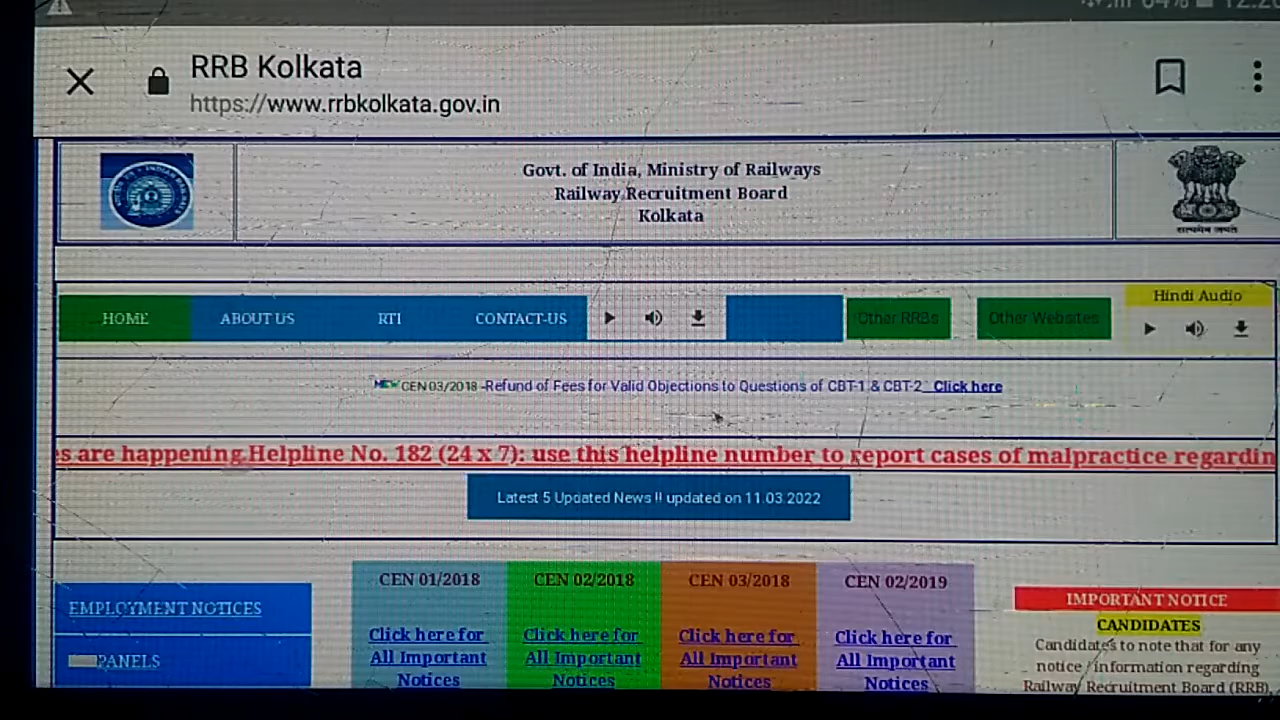 64%
RRB Kolkata
https://www.rrbkolkata.gov.in
Govt. of India, Ministry of Railways
Railway Recruitment Board
Kolkata
सत्यमेव जयते
HOME ABOUT US RTI CONTACT-US Other RRBs Other Websites Hindi Audio
NEW CEN 03/2018 -Refund of Fees for Valid Objections to Questions of CBT-1 & CBT-2 Click here
es are happening.Helpline No. 182 (24 x 7): use this helpline number to report cases of malpractice regardin
Latest 5 Updated News !! updated on 11.03.2022
EMPLOYMENT NOTICES
PANELS
CEN 01/2018
Click here for
All Important
Notices
CEN 02/2018
Click here for
All Important
Notices
CEN 03/2018
Click here for
All Important
Notices
CEN 02/2019
Click here for
All Important
Notices
IMPORTANT NOTICE
CANDIDATES
Candidates to note that for any
notice / information regarding
Railway Recruitment Board (RRB),